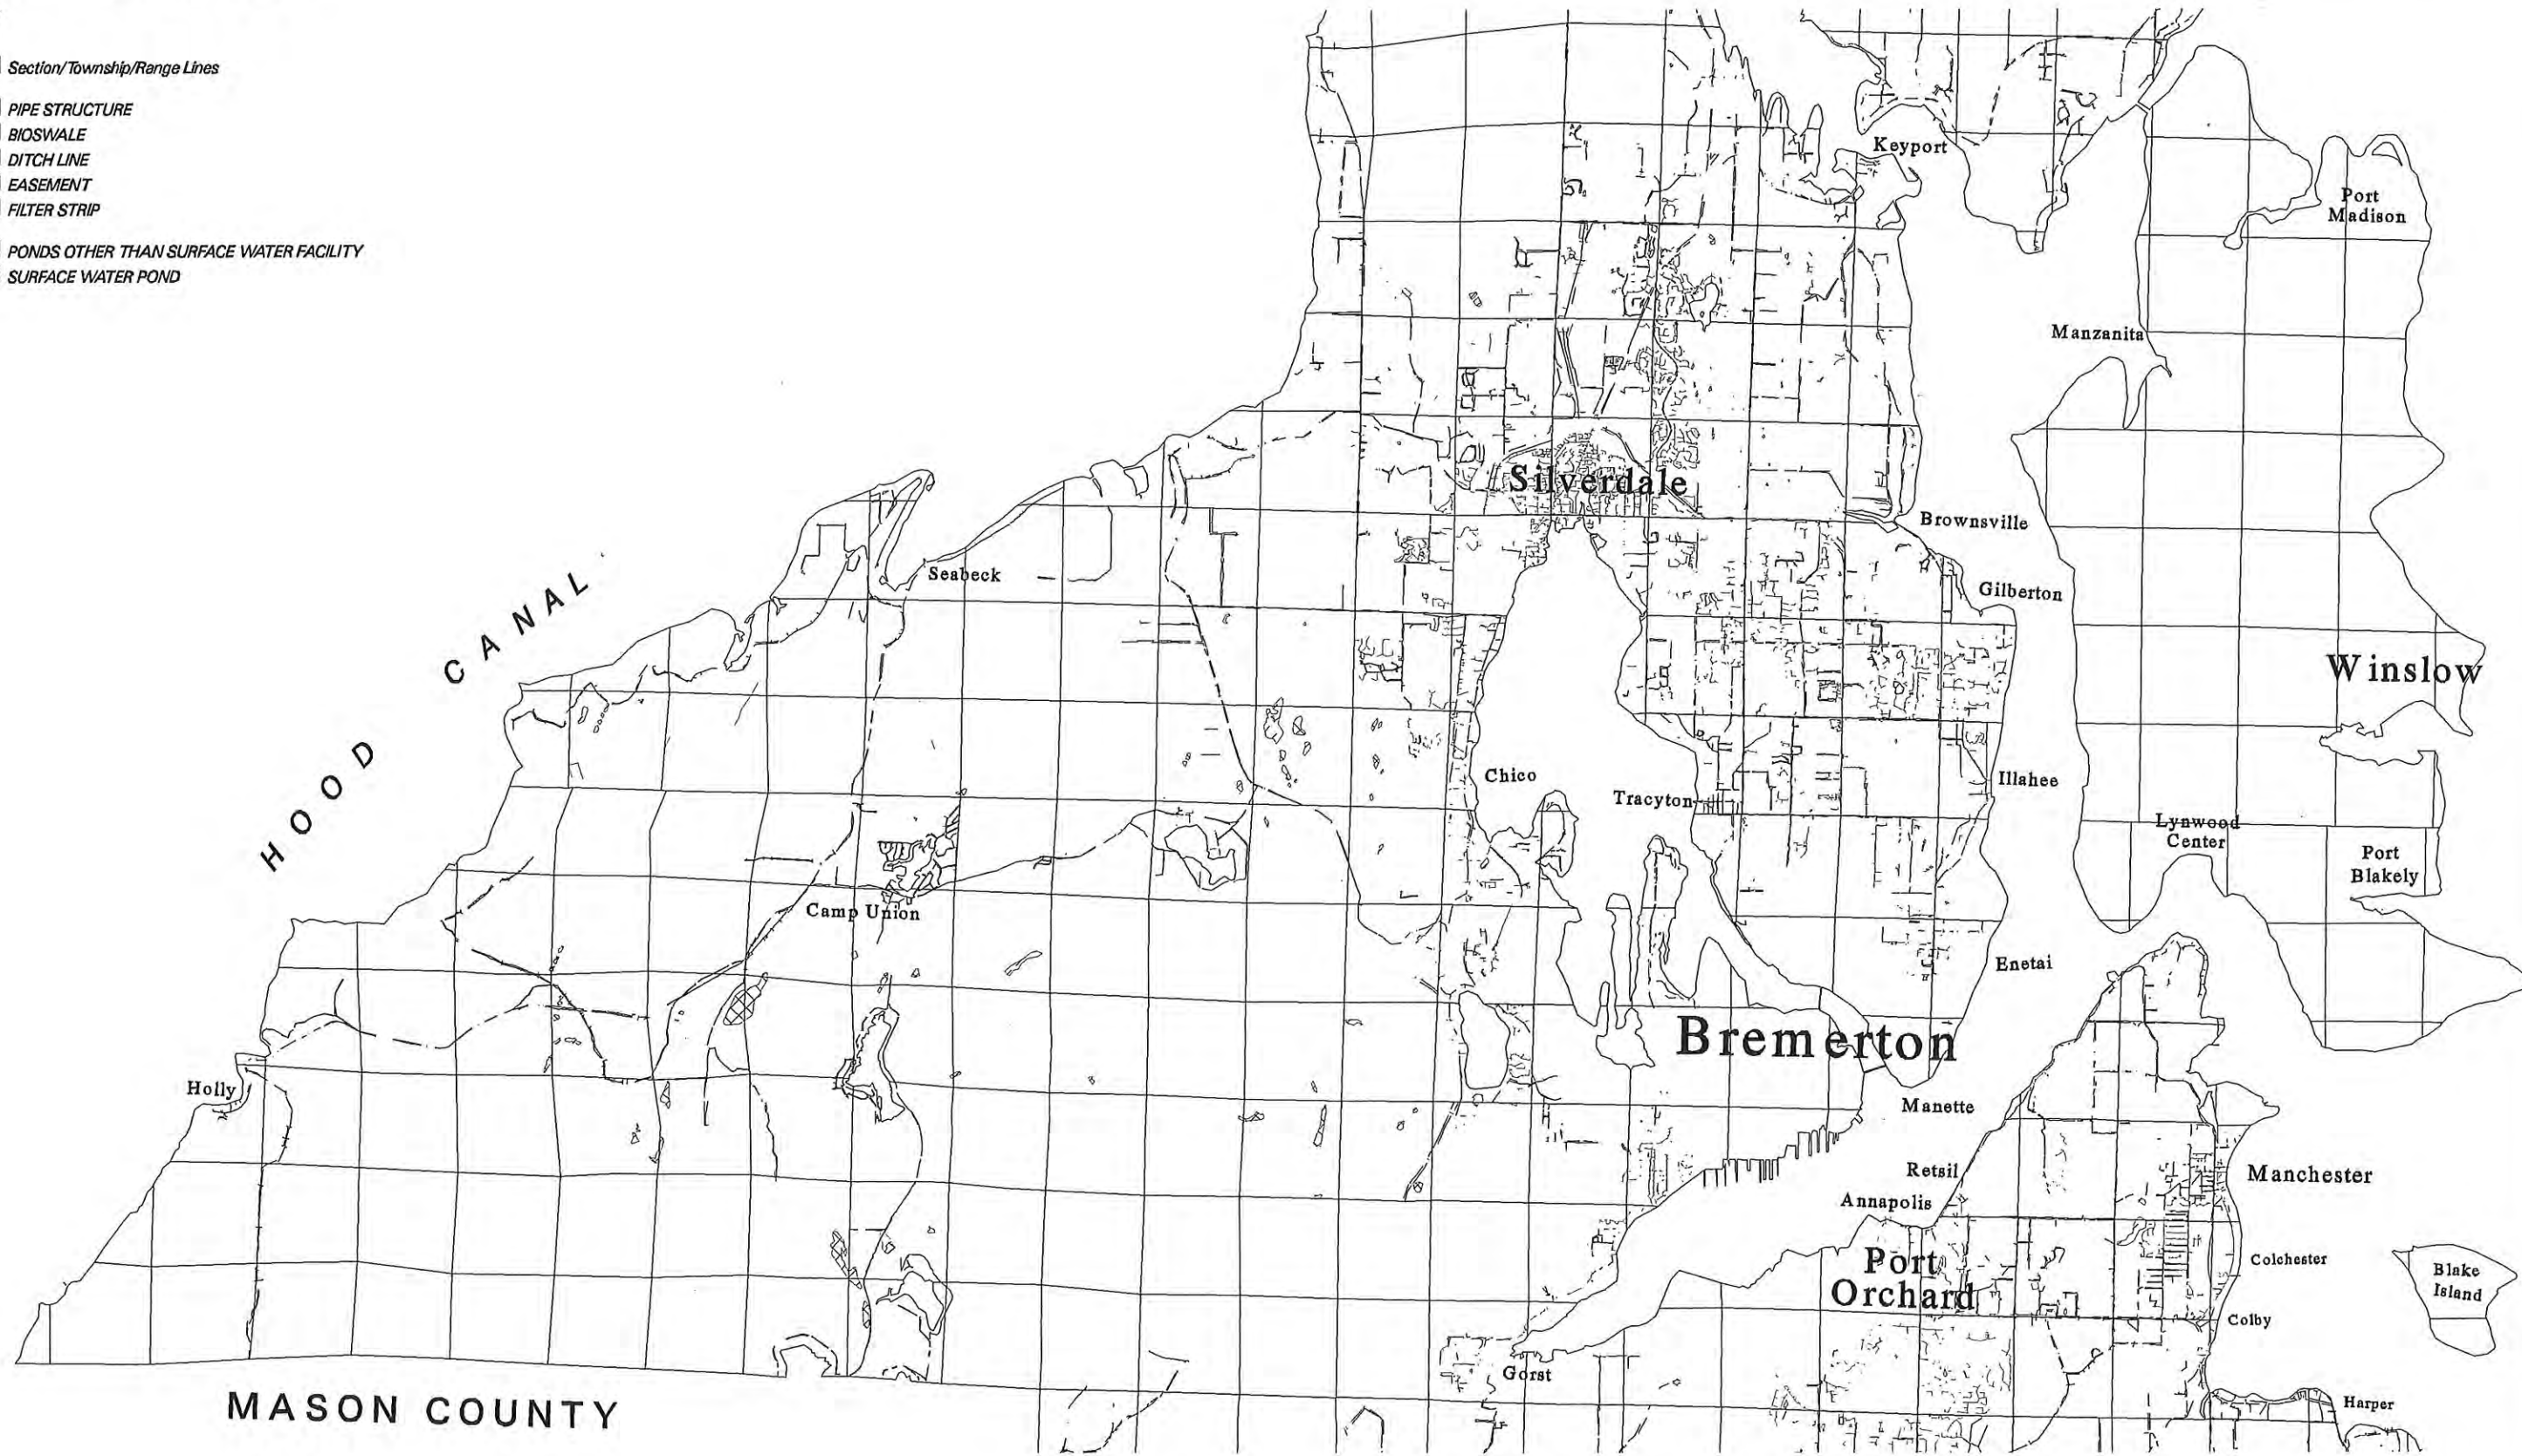 Section/Township/Range Lines
PIPE STRUCTURE
BIOSWALE
DITCH LINE
EASEMENT
FILTER STRIP
PONDS OTHER THAN SURFACE WATER FACILITY
SURFACE WATER POND
Keyport
Port
Madison
Manzanita
Silverdale
Brownsville
Seabeck
Gilberton
HOOD CANAL
Winslow
Chico
Illahee
Tracyton
Lynwood
Center
Port
Blakely
Camp Union
Enetai
Bremerton
Holly
Manette
Retsil
Manchester
Annapolis
Port
Orchard
Colchester
Blake
Island
Colby
Gorst
MASON COUNTY
Harper